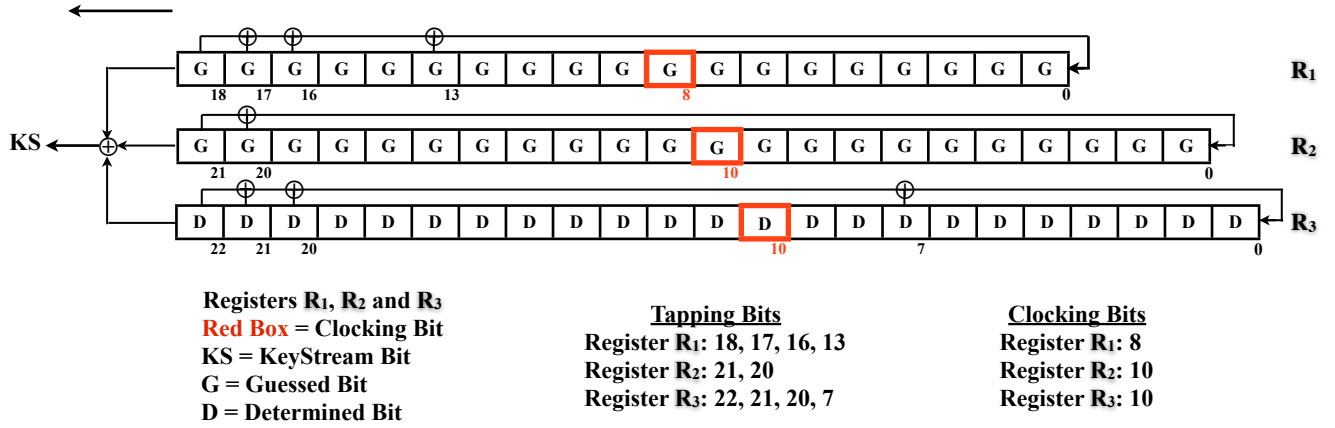 G G G G G G G G G G G G G G G G G G G R₁
18 17 16 13 8 0
KS G G G G G G G G G G G G G G G G G G G G G G R₂
21 20 10 0
D D D D D D D D D D D D D D D D D D D D D D D R₃
22 21 20 10 7 0
Registers R₁, R₂ and R₃
Red Box = Clocking Bit
KS = KeyStream Bit
G = Guessed Bit
D = Determined Bit
Tapping Bits
Register R₁: 18, 17, 16, 13
Register R₂: 21, 20
Register R₃: 22, 21, 20, 7
Clocking Bits
Register R₁: 8
Register R₂: 10
Register R₃: 10